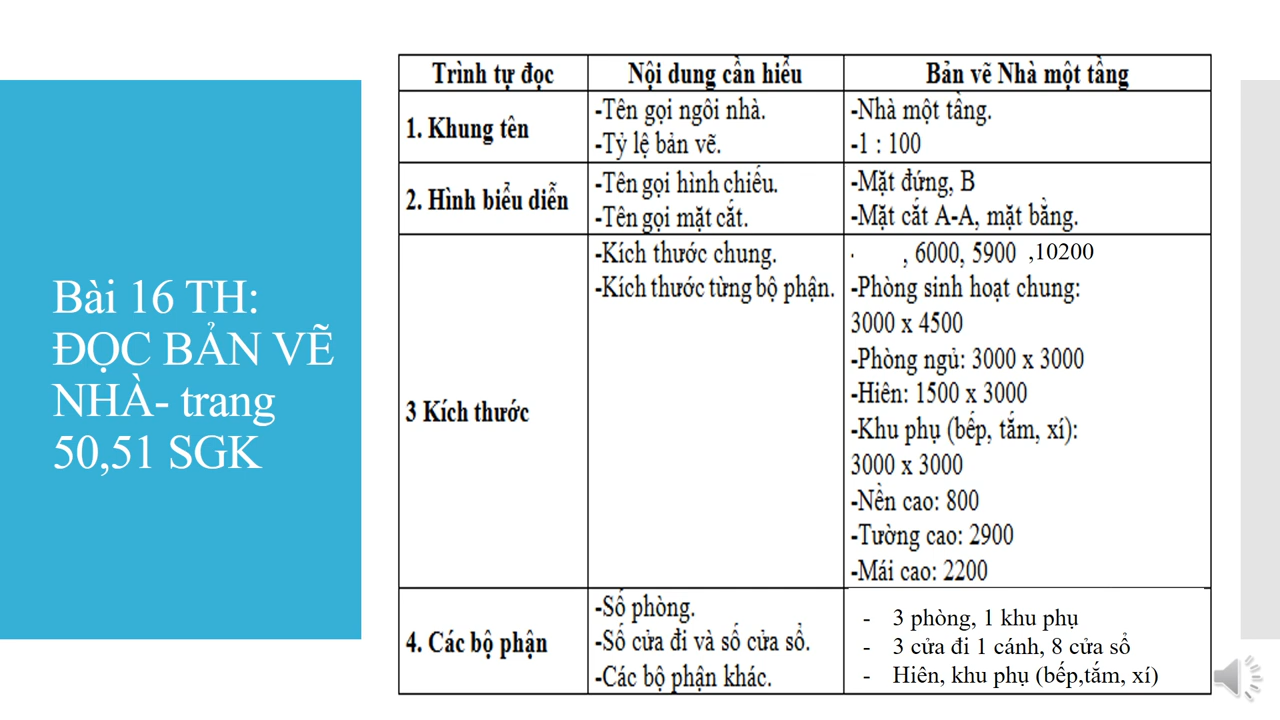 Bài 16 TH:
ĐỌC BẢN VẼ
NHÀ- trang
50,51 SGK
Trình tự đọc
Nội dung cần hiểu
Bản vẽ Nhà một tầng
1. Khung tên
-Tên gọi ngôi nhà.
-Tỷ lệ bản vẽ.
-Nhà một tầng.
-1 : 100
2. Hình biểu diễn
-Tên gọi hình chiếu.
-Tên gọi mặt cắt.
-Mặt đứng, B
-Mặt cắt A-A, mặt bằng.
3 Kích thước
-Kích thước chung.
-Kích thước từng bộ phận.
, 6000, 5900 ,10200
-Phòng sinh hoạt chung:
3000 x 4500
-Phòng ngủ: 3000 x 3000
-Hiên: 1500 x 3000
-Khu phụ (bếp, tắm, xí):
3000 x 3000
-Nền cao: 800
-Tường cao: 2900
-Mái cao: 2200
4. Các bộ phận
-Số phòng.
-Số cửa đi và số cửa sổ.
-Các bộ phận khác.
- 3 phòng, 1 khu phụ
- 3 cửa đi 1 cánh, 8 cửa sổ
- Hiên, khu phụ (bếp,tắm, xí)